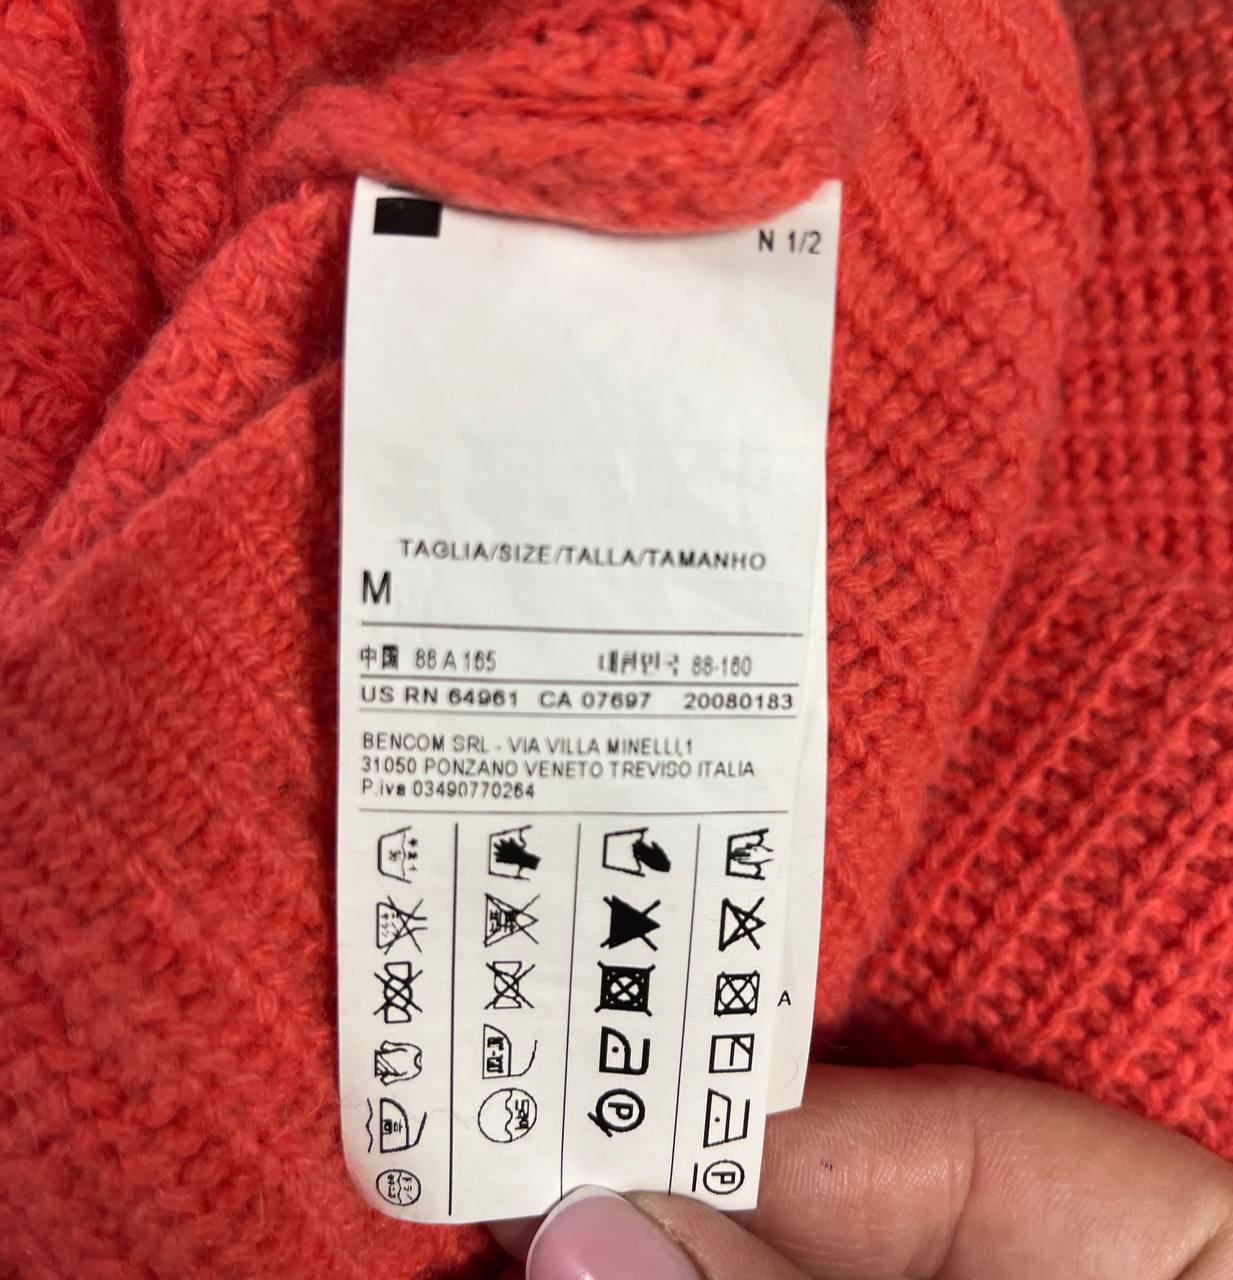 N 1/2
TAGLIA/SIZE/TALLA/TAMANHO
M
中国 88 A 165 대한민국 88-160
US RN 64961 CA 07697 20080183
BENCOM SRL - VIA VILLA MINELLI,1
31050 PONZANO VENETO TREVISO ITALIA
P.iva 03490770264
A
P
P